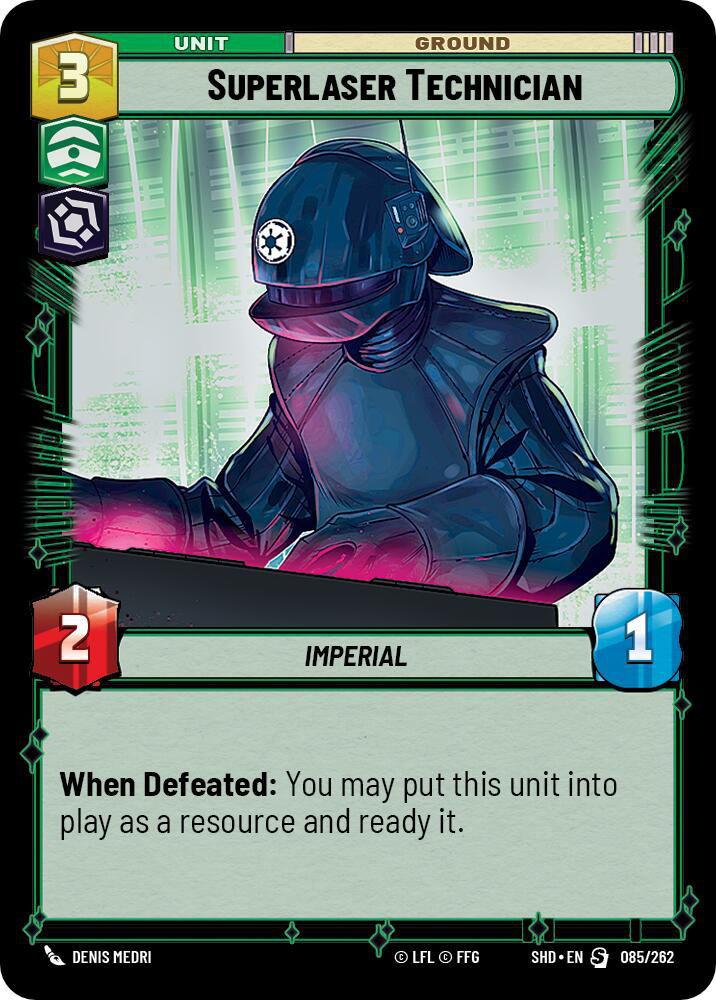 UNIT
GROUND
3
SUPERLASER TECHNICIAN
2
IMPERIAL
1
When Defeated: You may put this unit into
play as a resource and ready it.
DENIS MEDRI
© LFL © FFG
SHD • EN
085/262